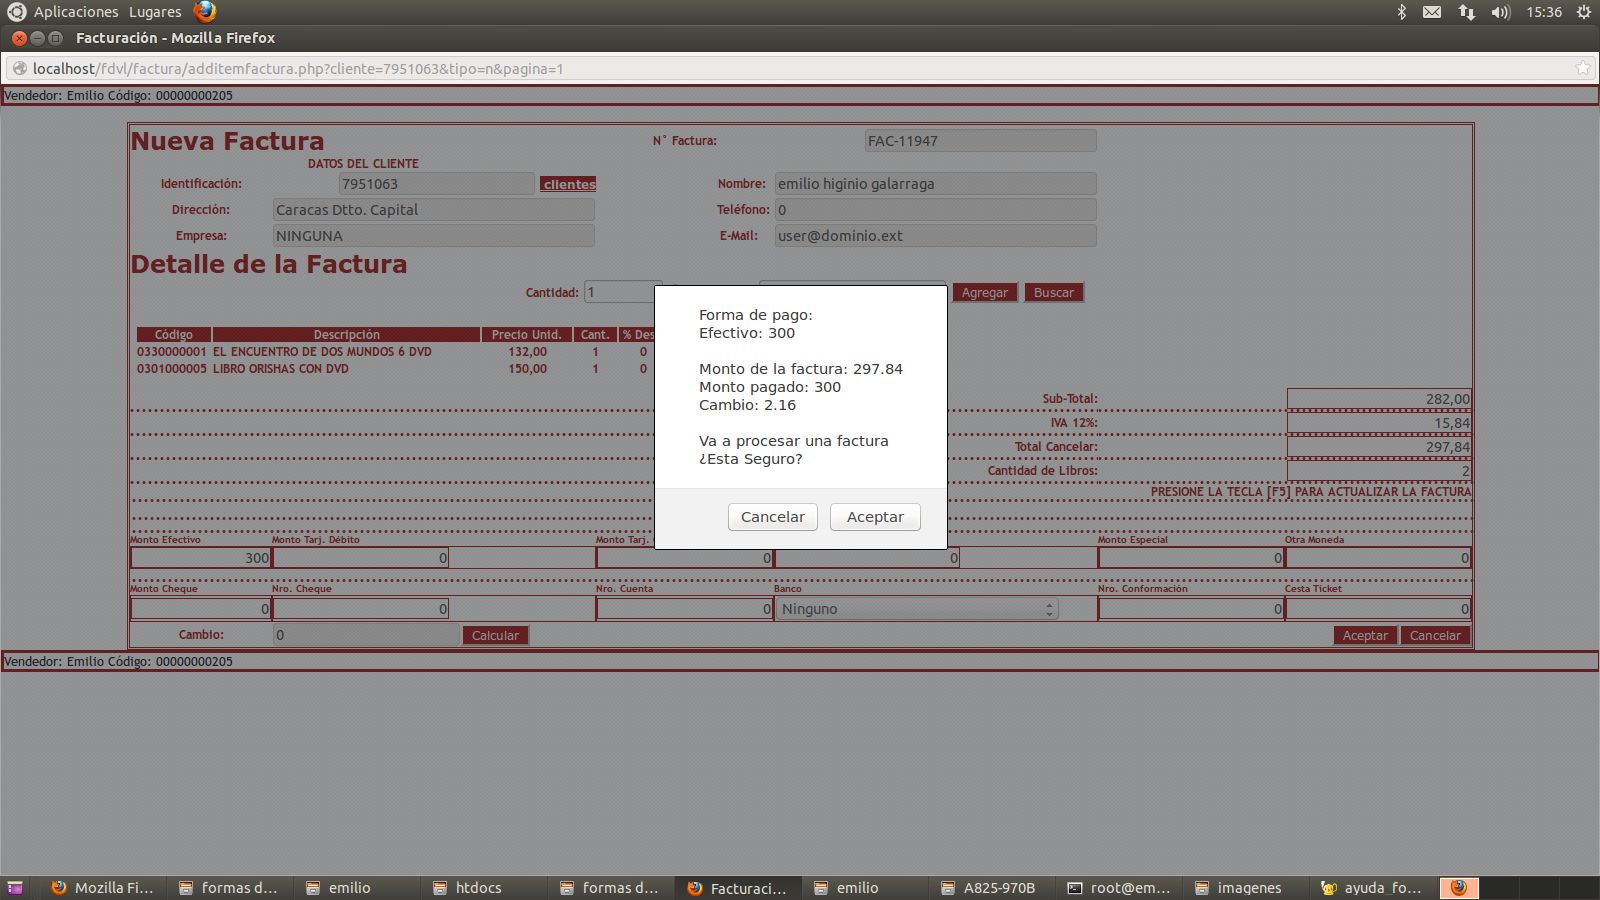 Aplicaciones Lugares 15:36
Facturación - Mozilla Firefox
localhost/fdvl/factura/additemfactura.php?cliente=7951063&tipo=n&pagina=1
Vendedor: Emilio Código: 00000000205
Nueva Factura N° Factura: FAC-11947
DATOS DEL CLIENTE
Identificación: 7951063 clientes Nombre: emilio higinio galarraga
Dirección: Caracas Dtto. Capital Teléfono: 0
Empresa: NINGUNA E-Mail: user@dominio.ext
Detalle de la Factura
Cantidad: 1 Agregar Buscar
Código Descripción Precio Unid. Cant. % Des
0330000001 EL ENCUENTRO DE DOS MUNDOS 6 DVD 132,00 1 0
0301000005 LIBRO ORISHAS CON DVD 150,00 1 0
Sub-Total: 282,00
IVA 12%: 15,84
Total Cancelar: 297,84
Cantidad de Libros: 2
PRESIONE LA TECLA [F5] PARA ACTUALIZAR LA FACTURA
Forma de pago:
Efectivo: 300
Monto de la factura: 297.84
Monto pagado: 300
Cambio: 2.16
Va a procesar una factura
¿Esta Seguro?
Cancelar Aceptar
Monto Efectivo Monto Tarj. Débito Monto Tarj. Monto Especial Otra Moneda
300 0 0 0 0 0
Monto Cheque Nro. Cheque Nro. Cuenta Banco Nro. Conformación Cesta Ticket
0 0 0 Ninguno 0 0
Cambio: 0 Calcular Aceptar Cancelar
Vendedor: Emilio Código: 00000000205
Mozilla Fi... formas d... emilio htdocs formas d... Facturaci... emilio A825-970B root@em... imagenes ayuda_fo...